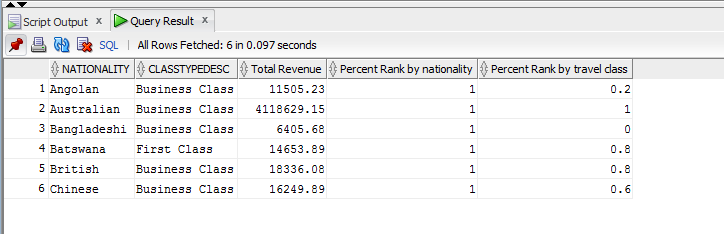 Script Output x Query Result x
SQL | All Rows Fetched: 6 in 0.097 seconds
NATIONALITY CLASSTYPEDESC Total Revenue Percent Rank by nationality Percent Rank by travel class
1 Angolan Business Class 11505.23 1 0.2
2 Australian Business Class 4118629.15 1 1
3 Bangladeshi Business Class 6405.68 1 0
4 Batswana First Class 14653.89 1 0.8
5 British Business Class 18336.08 1 0.8
6 Chinese Business Class 16249.89 1 0.6